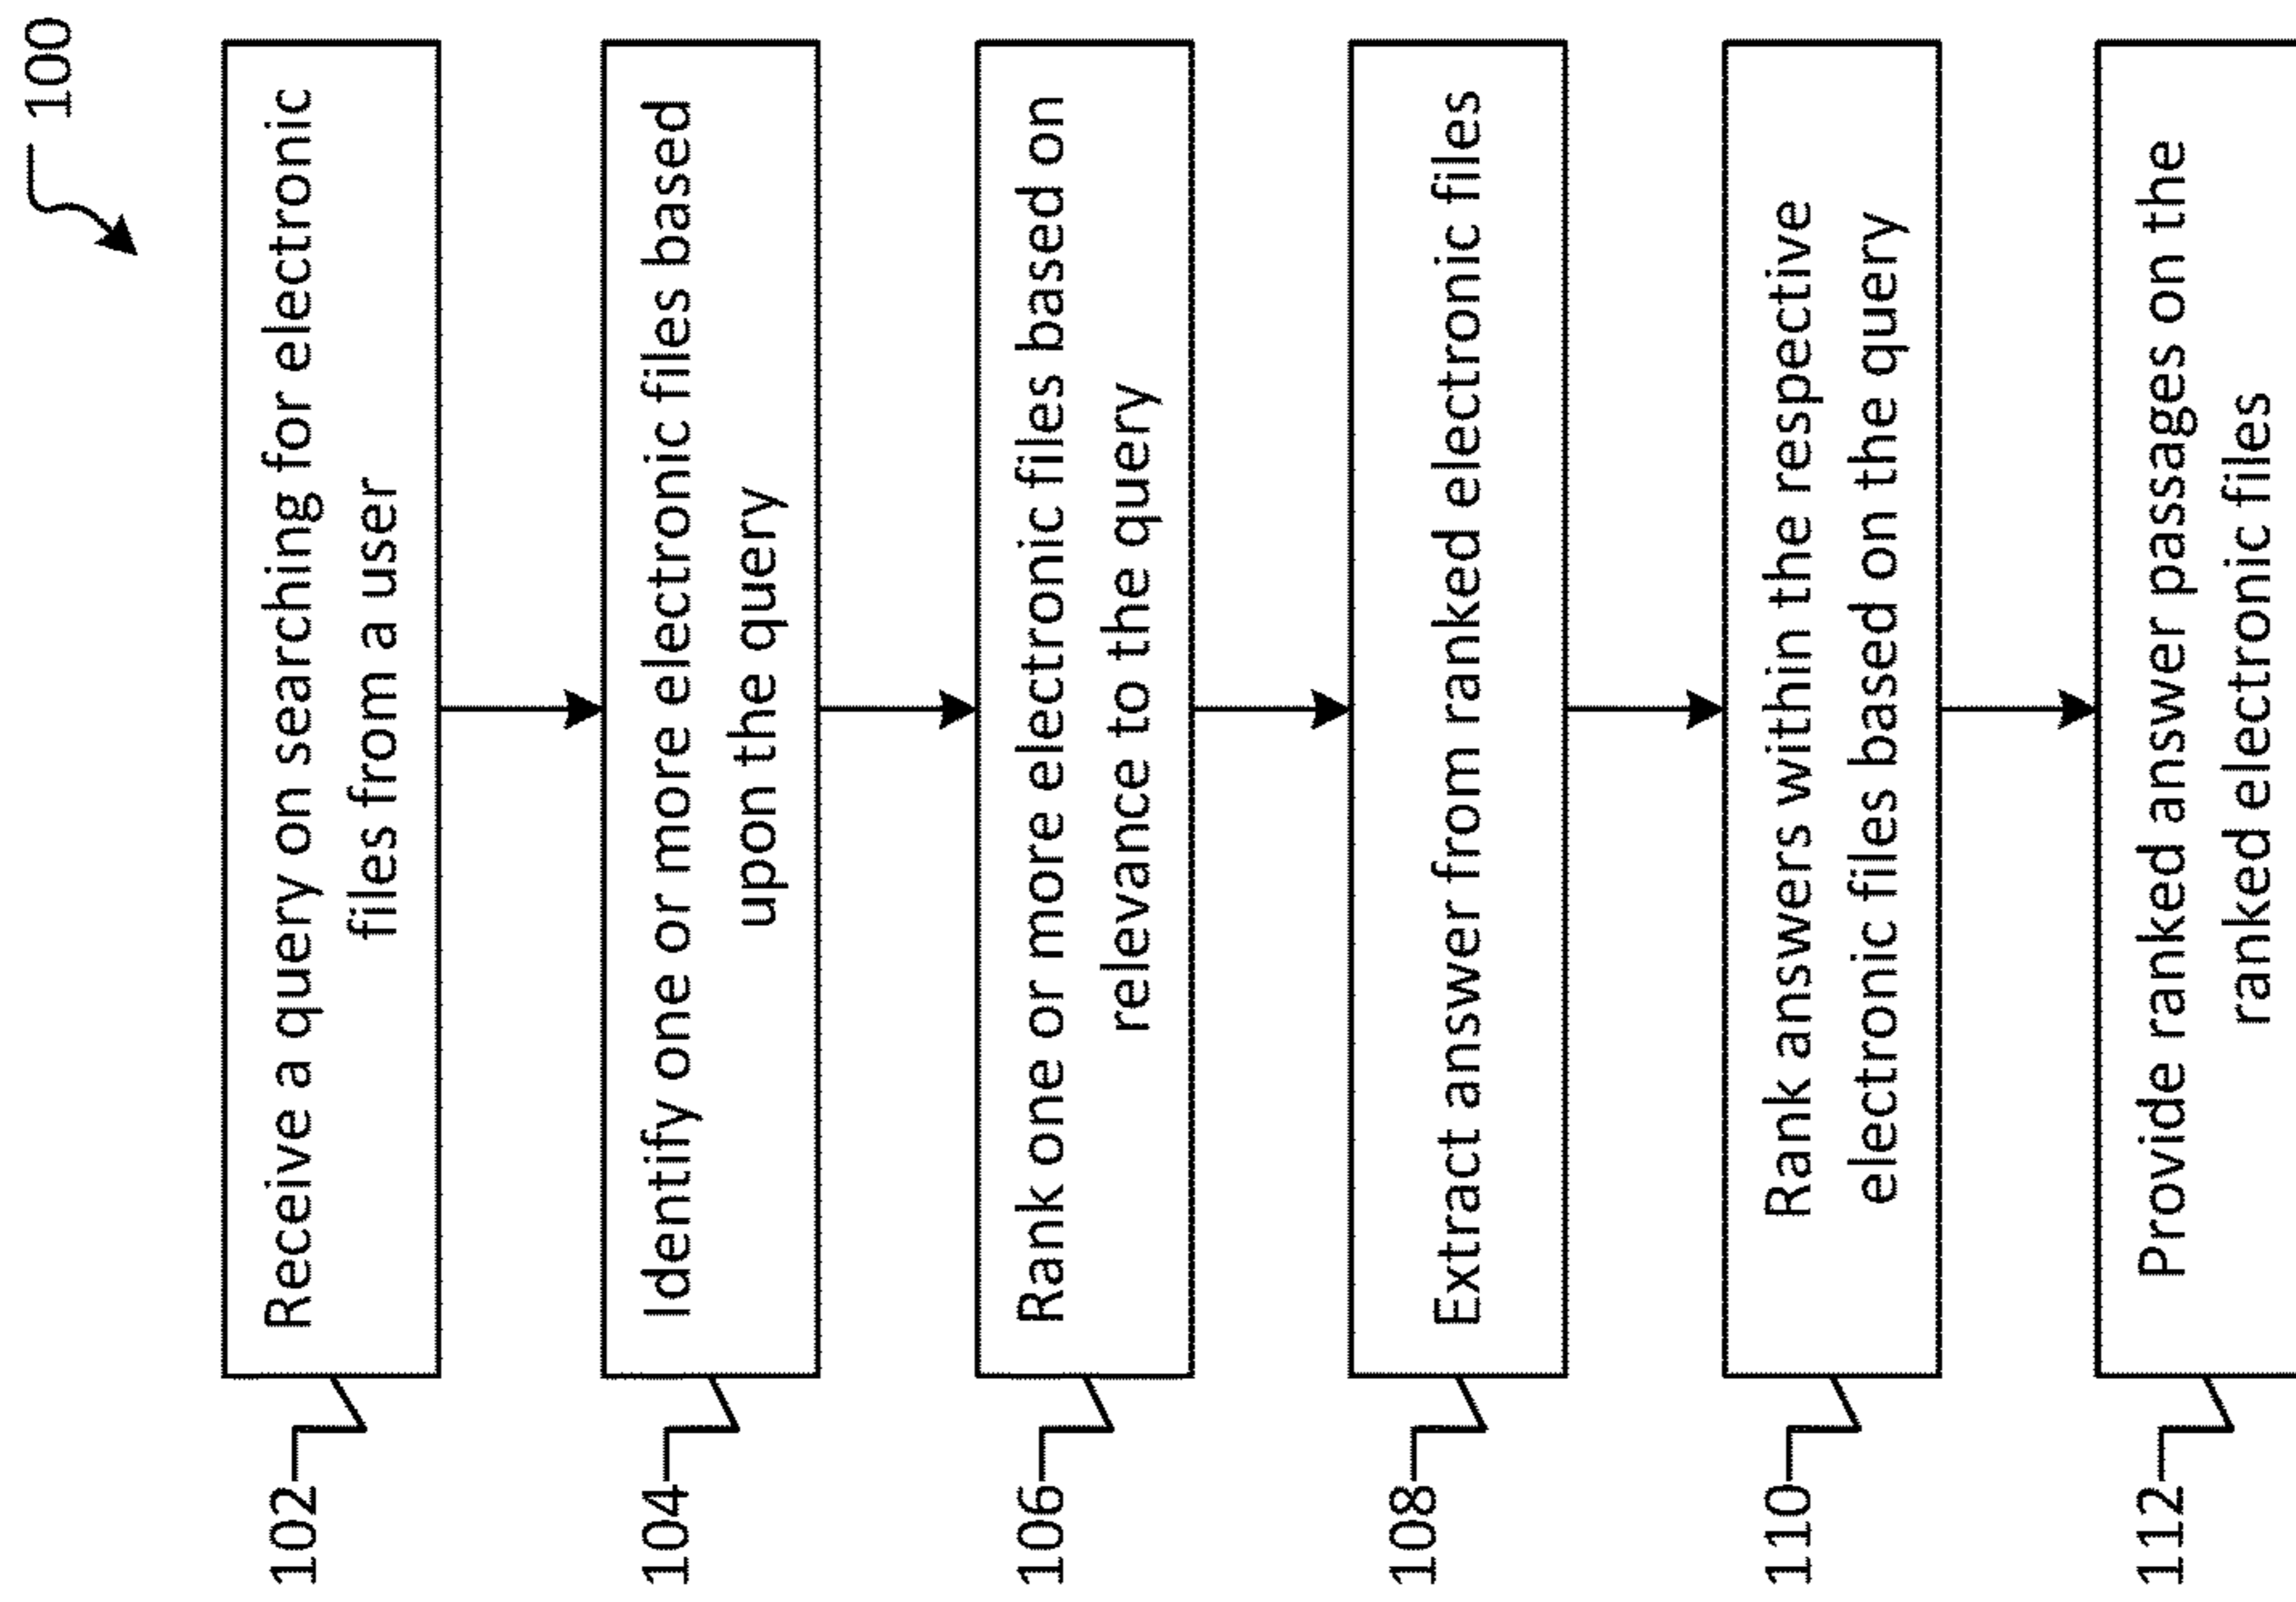 100
102
Receive a query on searching for electronic
files from a user
104
Identify one or more electronic files based
upon the query
106
Rank one or more electronic files based on
relevance to the query
108
Extract answer from ranked electronic files
110
Rank answers within the respective
electronic files based on the query
112
Provide ranked answer passages on the
ranked electronic files